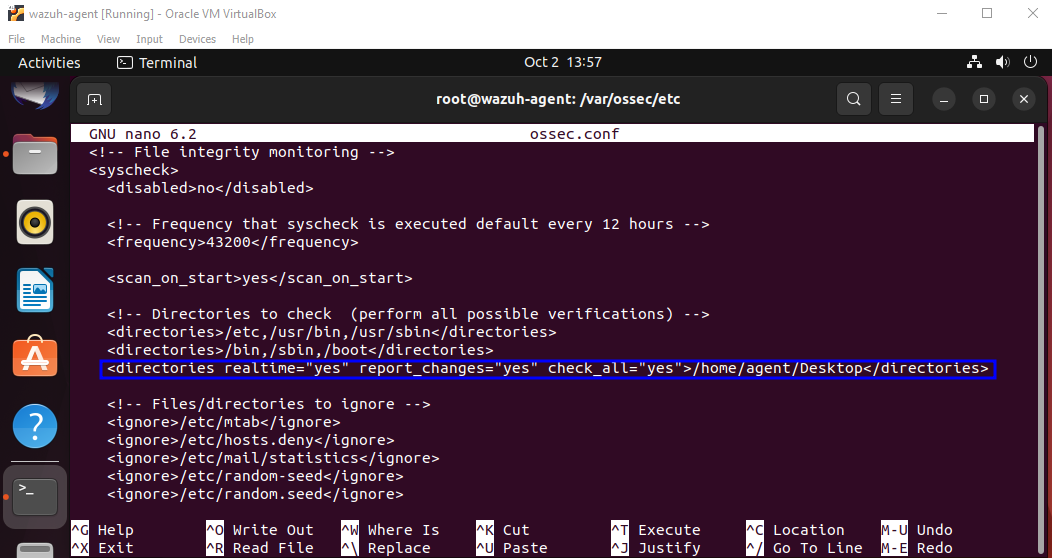 wazuh-agent [Running] - Oracle VM VirtualBox
File Machine View Input Devices Help
Activities Terminal Oct 2 13:57
root@wazuh-agent: /var/ossec/etc
GNU nano 6.2 ossec.conf
<!-- File integrity monitoring -->
<syscheck>
<disabled>no</disabled>
<!-- Frequency that syscheck is executed default every 12 hours -->
<frequency>43200</frequency>
<scan_on_start>yes</scan_on_start>
<!-- Directories to check  (perform all possible verifications) -->
<directories>/etc,/usr/bin,/usr/sbin</directories>
<directories>/bin,/sbin,/boot</directories>
<directories realtime="yes" report_changes="yes" check_all="yes">/home/agent/Desktop</directories>
<!-- Files/directories to ignore -->
<ignore>/etc/mtab</ignore>
<ignore>/etc/hosts.deny</ignore>
<ignore>/etc/mail/statistics</ignore>
<ignore>/etc/random-seed</ignore>
<ignore>/etc/random.seed</ignore>
^G Help ^O Write Out ^W Where Is ^K Cut ^T Execute ^C Location M-U Undo
^X Exit ^R Read File ^\ Replace ^U Paste ^J Justify ^/ Go To Line M-E Redo